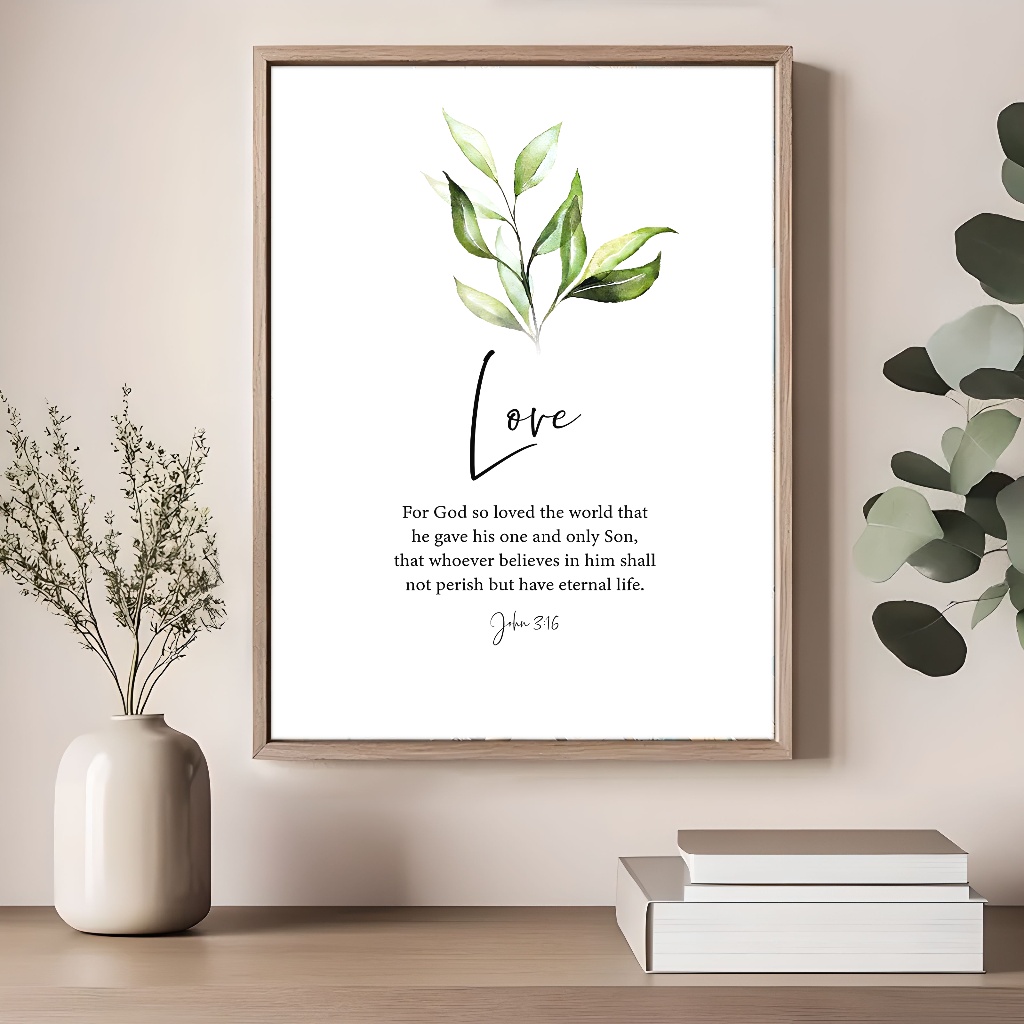 Love
For God so loved the world that
he gave his one and only Son,
that whoever believes in him shall
not perish but have eternal life.
John 3:16